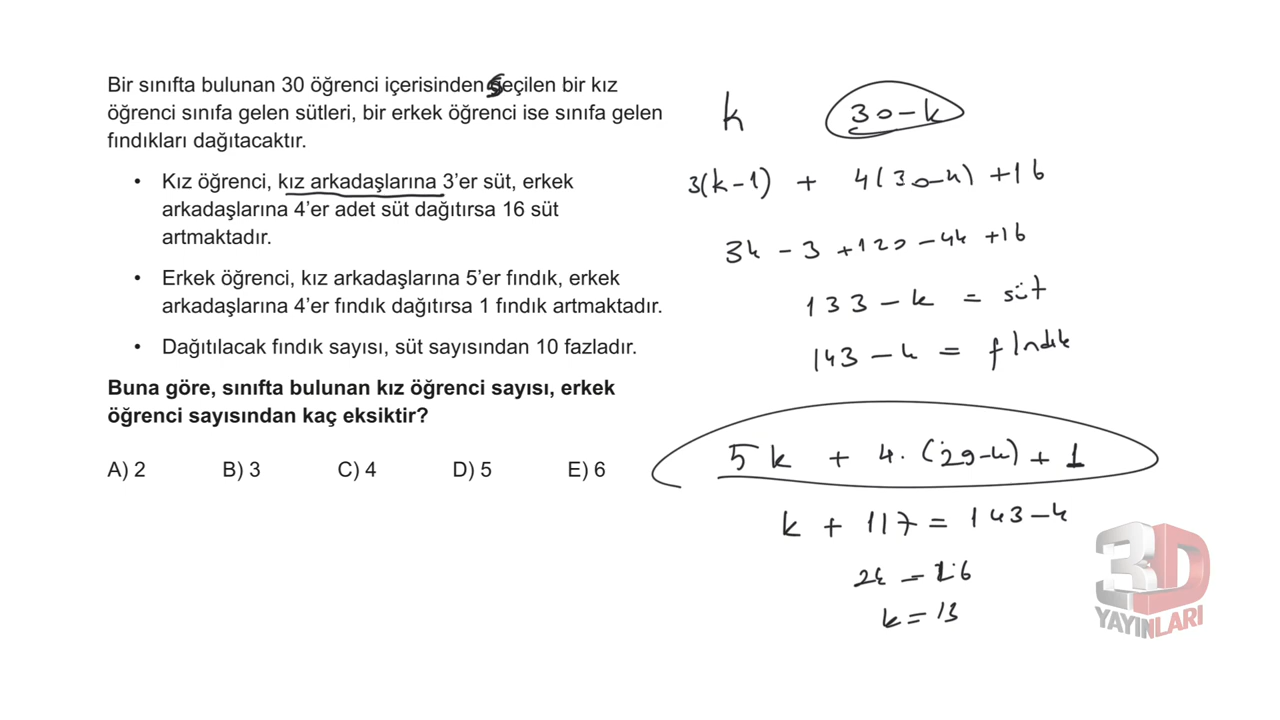 Bir sınıfta bulunan 30 öğrenci içerisinden seçilen bir kız
öğrenci sınıfa gelen sütleri, bir erkek öğrenci ise sınıfa gelen
fındıkları dağıtacaktır.
• Kız öğrenci, kız arkadaşlarına 3’er süt, erkek
arkadaşlarına 4’er adet süt dağıtırsa 16 süt
artmaktadır.
• Erkek öğrenci, kız arkadaşlarına 5’er fındık, erkek
arkadaşlarına 4’er fındık dağıtırsa 1 fındık artmaktadır.
• Dağıtılacak fındık sayısı, süt sayısından 10 fazladır.
Buna göre, sınıfta bulunan kız öğrenci sayısı, erkek
öğrenci sayısından kaç eksiktir?
A) 2 B) 3 C) 4 D) 5 E) 6
k 30-k
3(k-1) + 4(30-k) +16
3k - 3 +120 -4k +16
133 - k = süt
143 - k = fındık
5k + 4.(29-k) + 1
k + 117 = 143-k
2k = 26
k = 13
3D
YAYINLARI